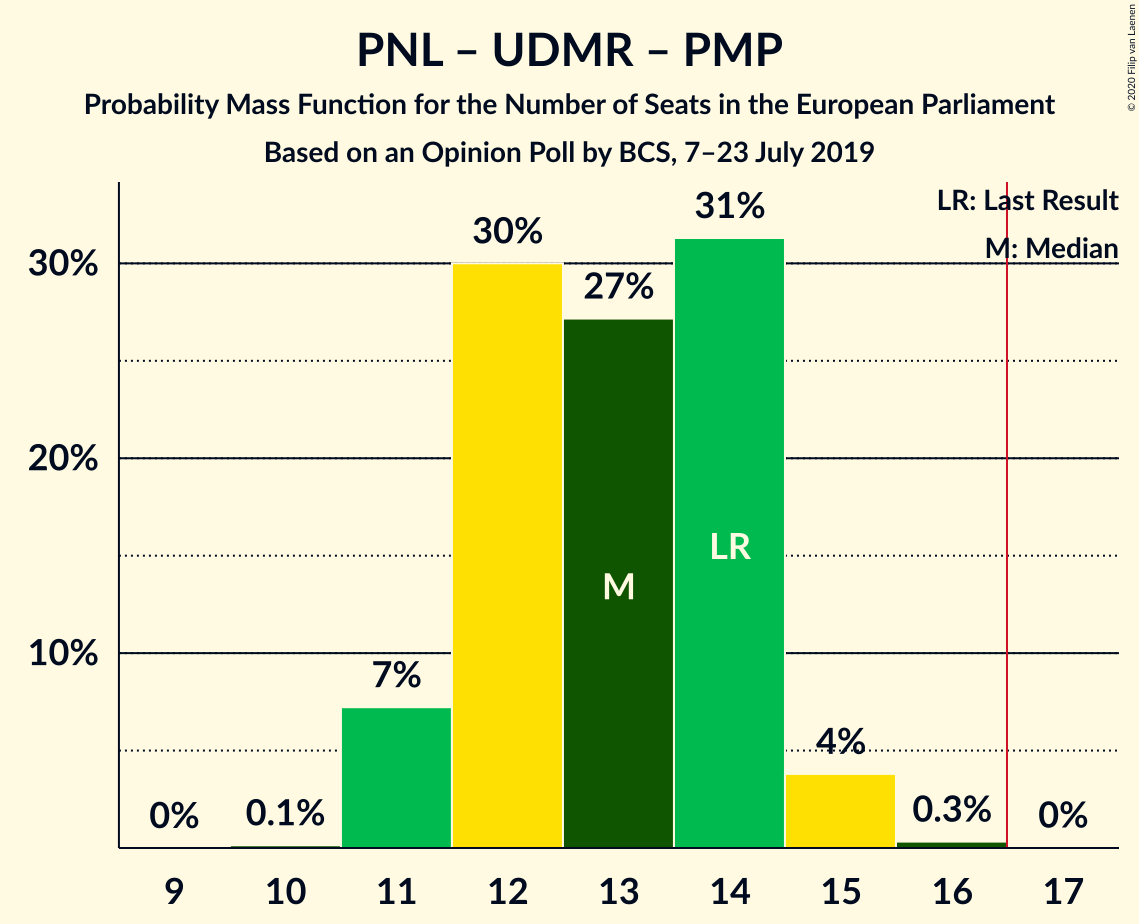 PNL – UDMR – PMP
Probability Mass Function for the Number of Seats in the European Parliament
Based on an Opinion Poll by BCS, 7–23 July 2019
© 2020 Filip van Laenen
LR: Last Result
M: Median
30%
20%
10%
0%
0.1%
7%
30%
27%
31%
4%
0.3%
0%
M
LR
9 10 11 12 13 14 15 16 17